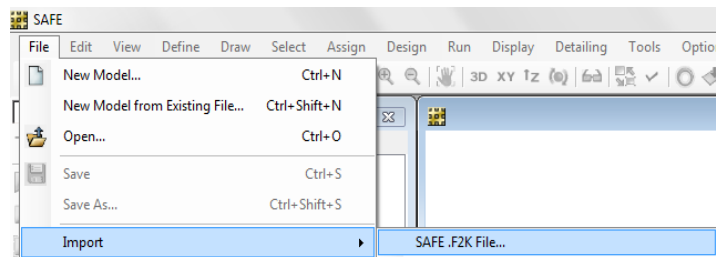 SAFE
File Edit View Define Draw Select Assign Design Run Display Detailing Tools Optio
New Model... Ctrl+N
3D XY
New Model from Existing File... Ctrl+Shift+N
Open... Ctrl+O
Save Ctrl+S
Save As... Ctrl+Shift+S
Import SAFE .F2K File...